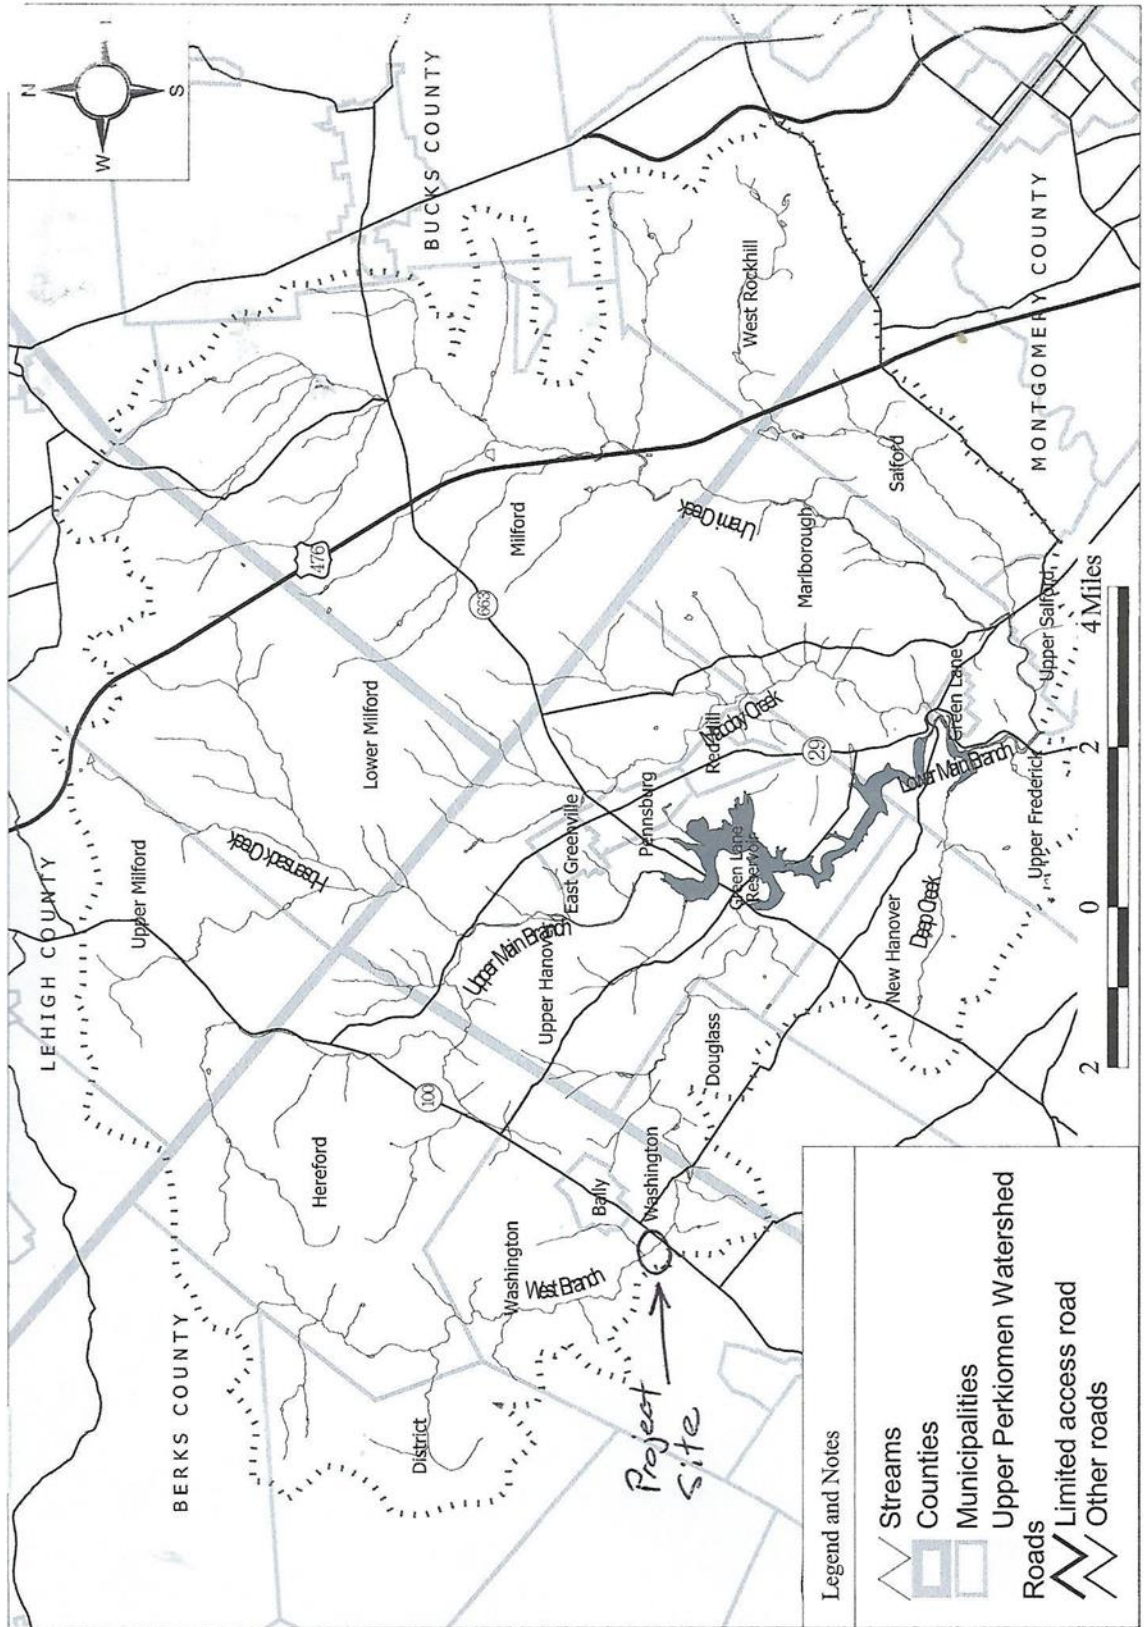 N
W
S
LEHIGH COUNTY
BUCKS COUNTY
BERKS COUNTY
MONTGOMERY COUNTY
Upper Milford
Hosensack Creek
Lower Milford
476
663
Milford
West Rockhill
Unami Creek
Salford
Marlborough
Hereford
100
Upper Main Branch
Upper Hanover
East Greenville
Pennsburg
Red Hill
Macoby Creek
29
Green Lane
Reservoir
Green Lane
Lower Main Branch
Upper Salford
Upper Frederick
New Hanover
Deep Creek
Douglass
District
Washington
West Branch
Bally
Washington
Project
Site
2
0
2
4 Miles
Legend and Notes
Streams
Counties
Municipalities
Upper Perkiomen Watershed
Roads
Limited access road
Other roads